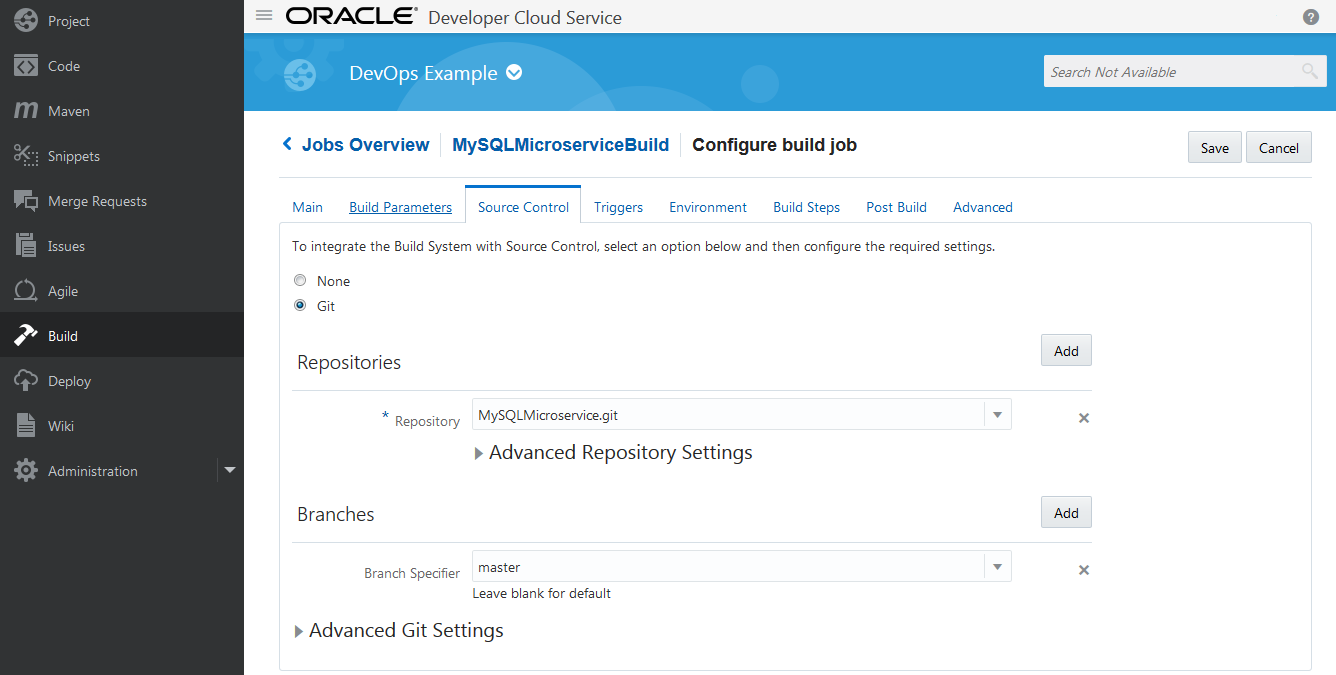 Project
Code
Maven
Snippets
Merge Requests
Issues
Agile
Build
Deploy
Wiki
Administration
ORACLE® Developer Cloud Service
DevOps Example
Search Not Available
Jobs Overview MySQLMicroserviceBuild Configure build job
Save Cancel
Main Build Parameters Source Control Triggers Environment Build Steps Post Build Advanced
To integrate the Build System with Source Control, select an option below and then configure the required settings.
None
Git
Repositories Add
* Repository MySQLMicroservice.git
Advanced Repository Settings
Branches Add
Branch Specifier master
Leave blank for default
Advanced Git Settings